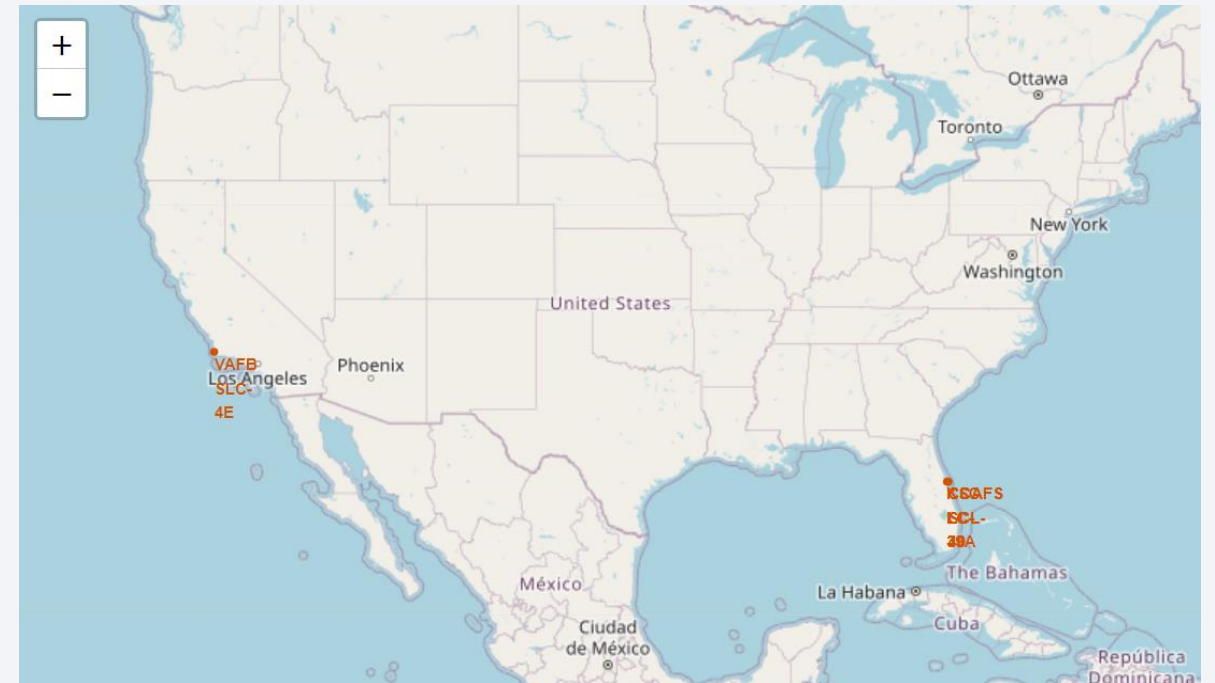 +
−
Ottawa
Toronto
New York
Washington
United States
Phoenix
VAFB
Los Angeles
SLC-
4E
México
The Bahamas
La Habana
Cuba
Ciudad
de México
República
Dominicana